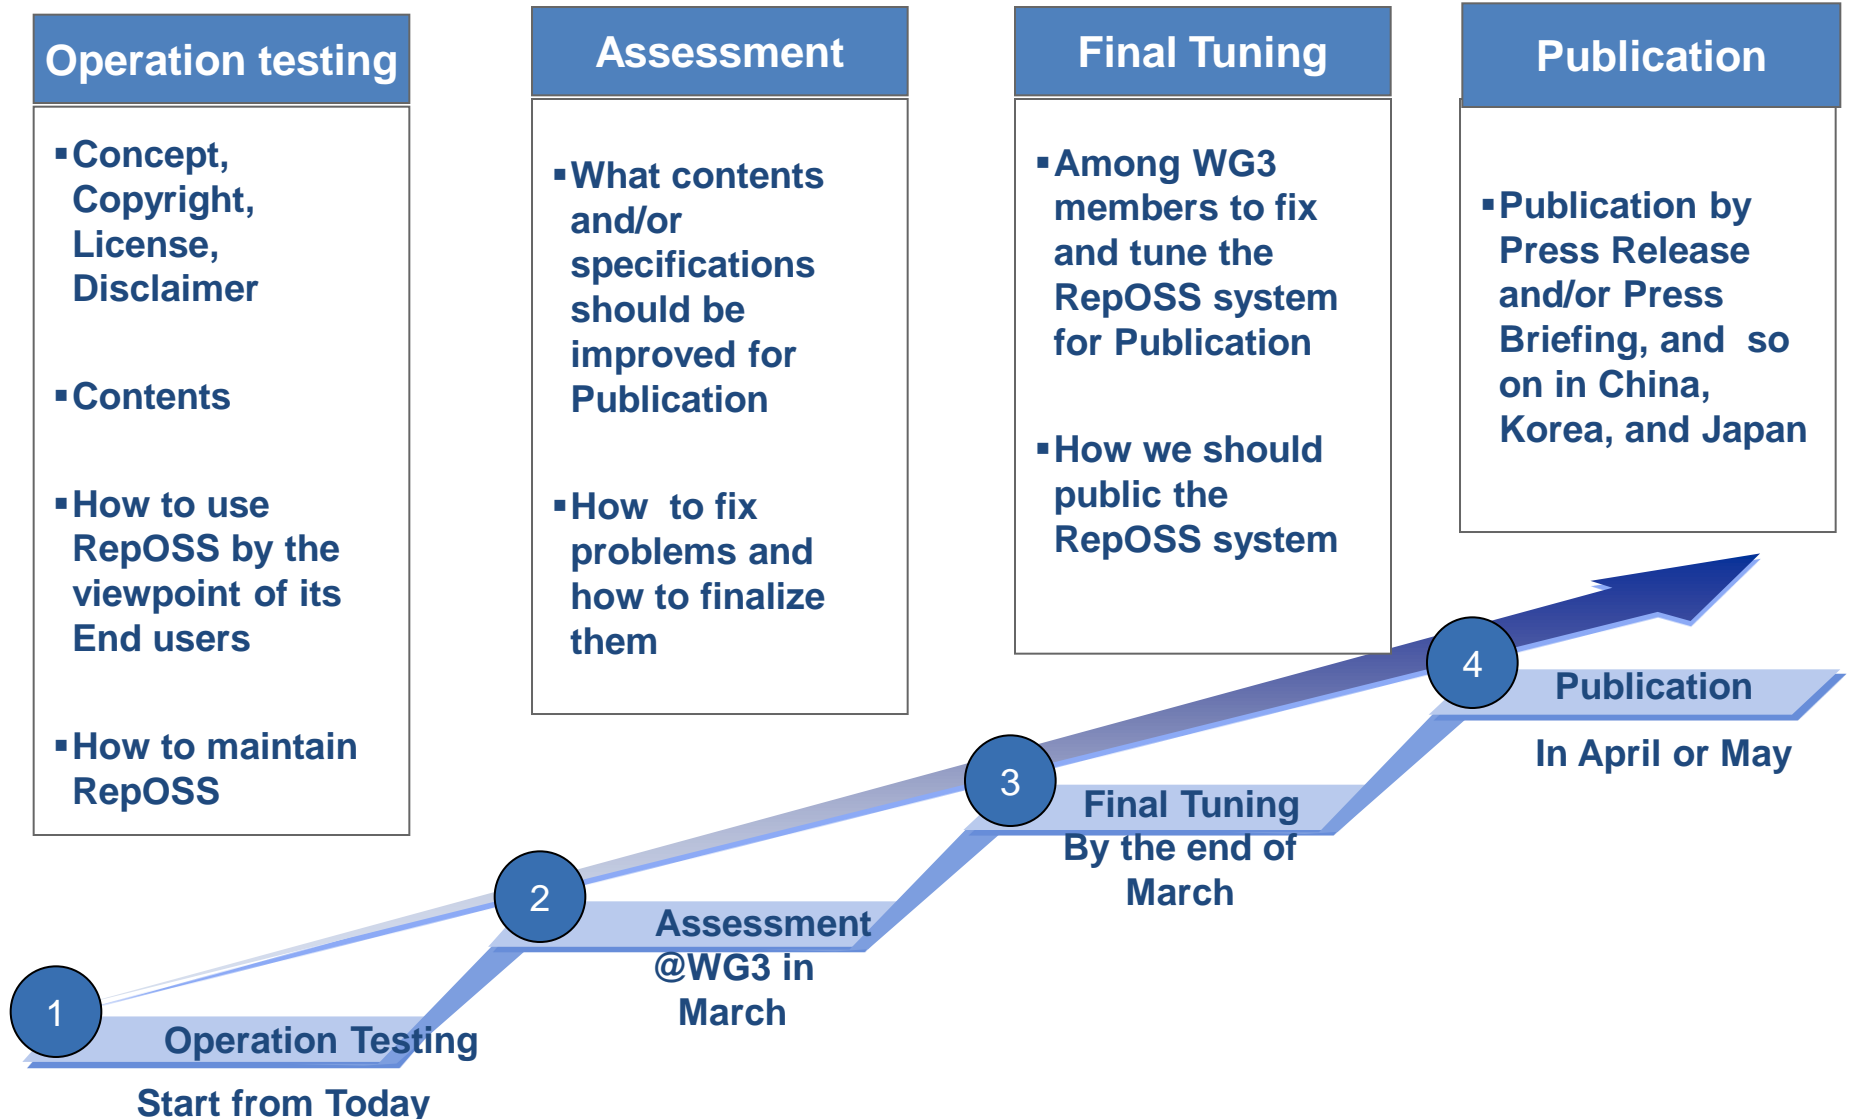 Operation testing
▪Concept,
Copyright,
License,
Disclaimer
▪Contents
▪How to use
RepOSS by the
viewpoint of its
End users
▪How to maintain
RepOSS
Assessment
▪What contents
and/or
specifications
should be
improved for
Publication
▪How  to fix
problems and
how to finalize
them
Final Tuning
▪Among WG3
members to fix
and tune the
RepOSS system
for Publication
▪How we should
public the
RepOSS system
Publication
▪Publication by
Press Release
and/or Press
Briefing, and  so
on in China,
Korea, and Japan
1
Operation Testing
Start from Today
2
Assessment
@WG3 in
March
3
Final Tuning
By the end of
March
4
Publication
In April or May